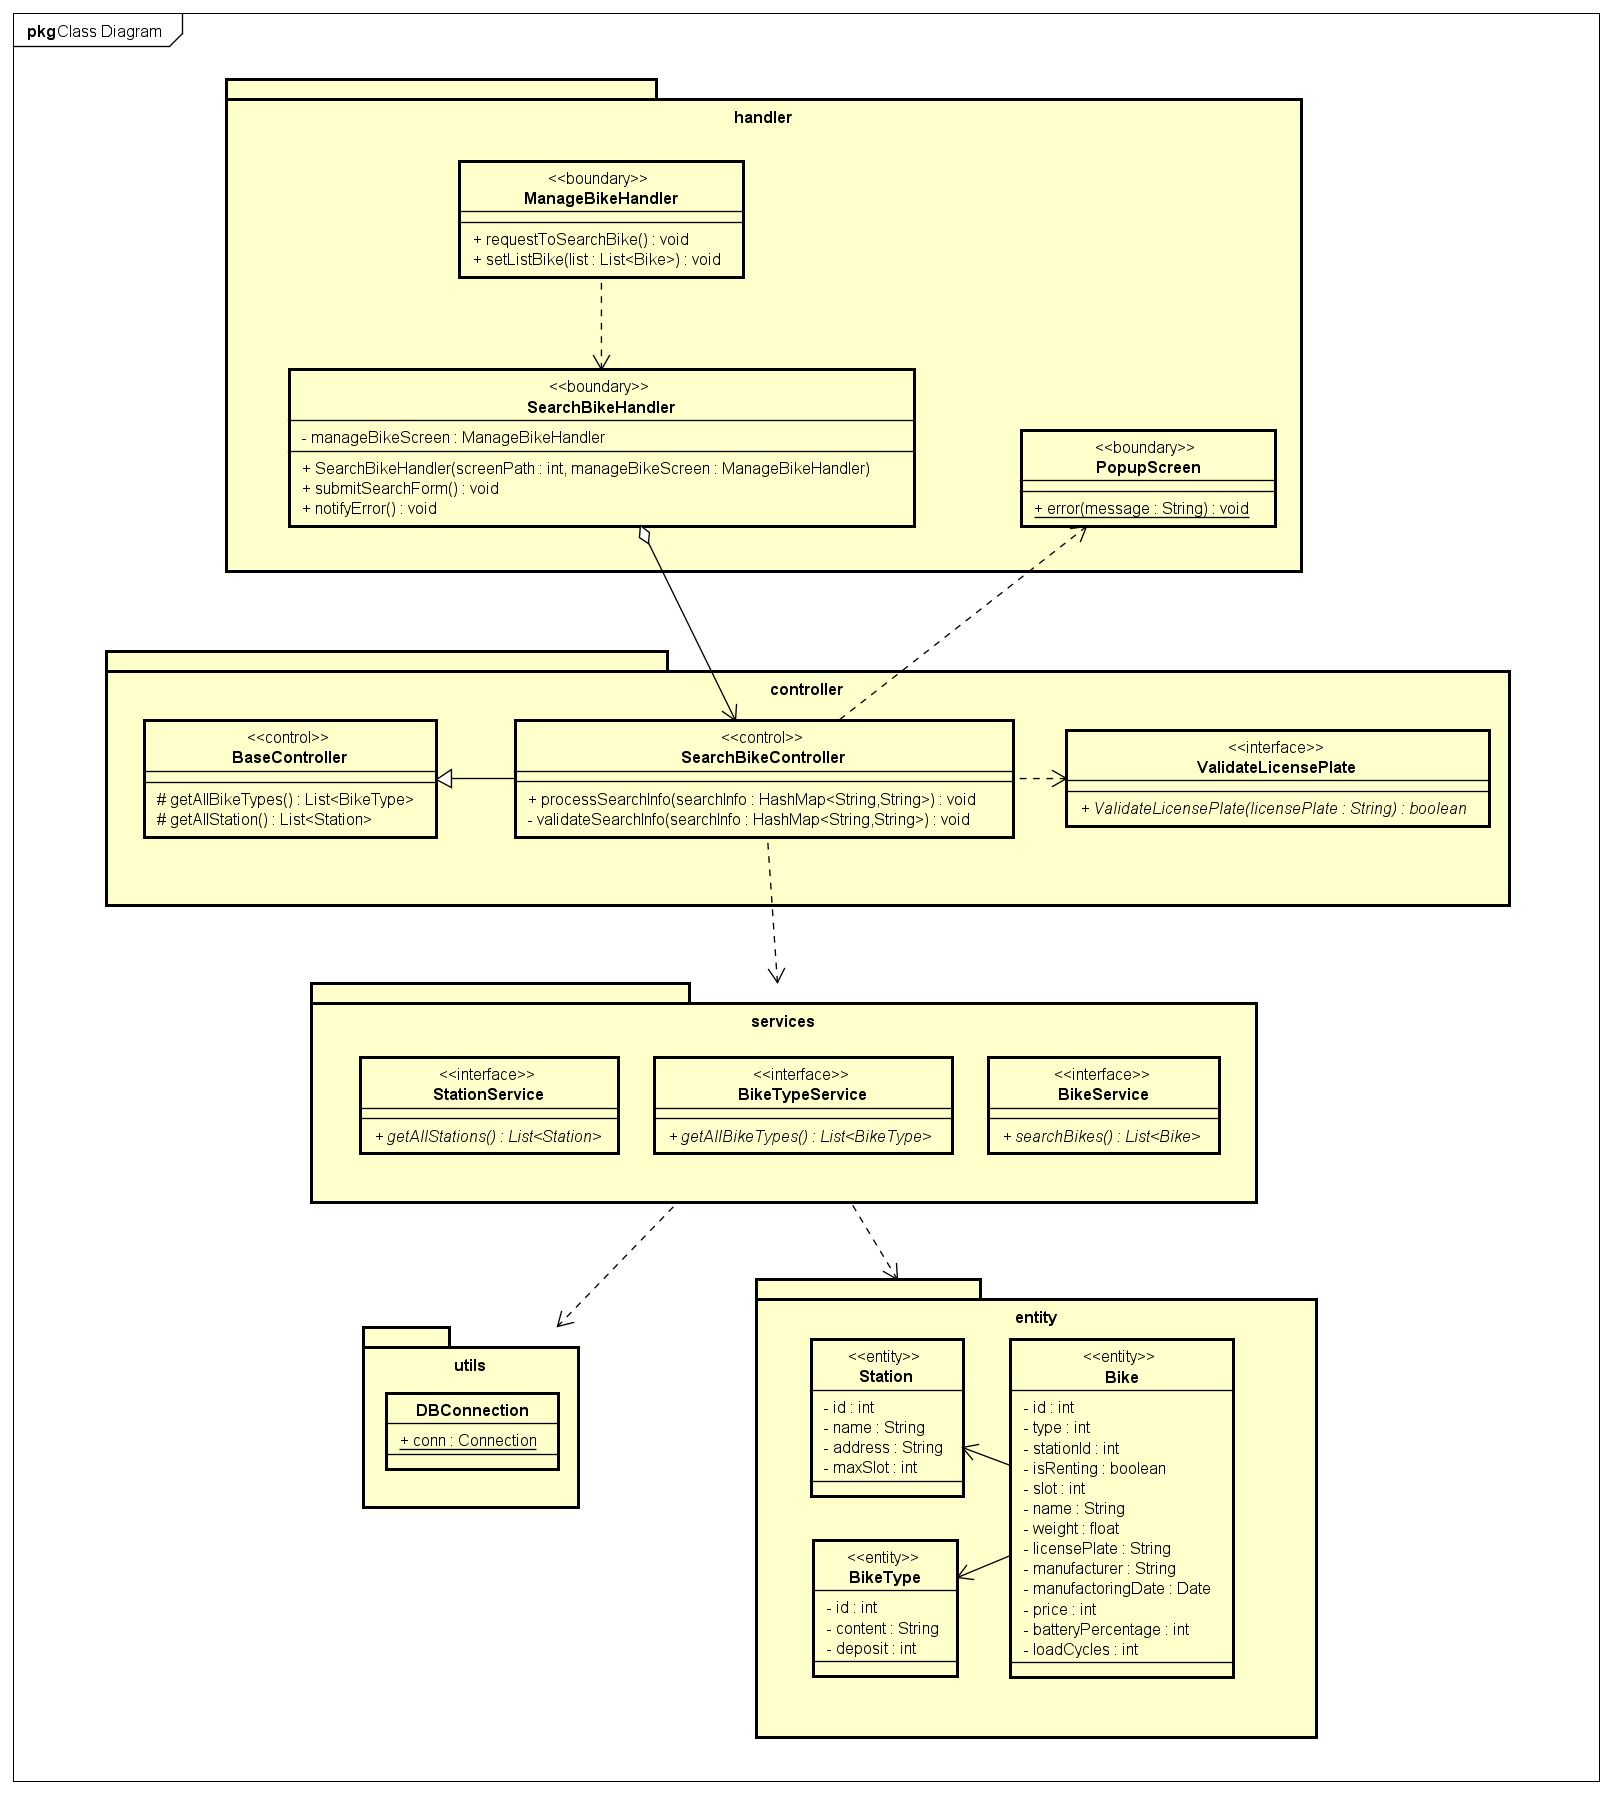 pkg Class Diagram
handler
<<boundary>>
ManageBikeHandler
+ requestToSearchBike() : void
+ setListBike(list : List<Bike>) : void
<<boundary>>
SearchBikeHandler
- manageBikeScreen : ManageBikeHandler
+ SearchBikeHandler(screenPath : int, manageBikeScreen : ManageBikeHandler)
+ submitSearchForm() : void
+ notifyError() : void
<<boundary>>
PopupScreen
+ error(message : String) : void
controller
<<control>>
BaseController
# getAllBikeTypes() : List<BikeType>
# getAllStation() : List<Station>
<<control>>
SearchBikeController
+ processSearchInfo(searchInfo : HashMap<String,String>) : void
- validateSearchInfo(searchInfo : HashMap<String,String>) : void
<<interface>>
ValidateLicensePlate
+ ValidateLicensePlate(licensePlate : String) : boolean
services
<<interface>>
StationService
+ getAllStations() : List<Station>
<<interface>>
BikeTypeService
+ getAllBikeTypes() : List<BikeType>
<<interface>>
BikeService
+ searchBikes() : List<Bike>
utils
DBConnection
+ conn : Connection
entity
<<entity>>
Station
- id : int
- name : String
- address : String
- maxSlot : int
<<entity>>
BikeType
- id : int
- content : String
- deposit : int
<<entity>>
Bike
- id : int
- type : int
- stationId : int
- isRenting : boolean
- slot : int
- name : String
- weight : float
- licensePlate : String
- manufacturer : String
- manufactoringDate : Date
- price : int
- batteryPercentage : int
- loadCycles : int